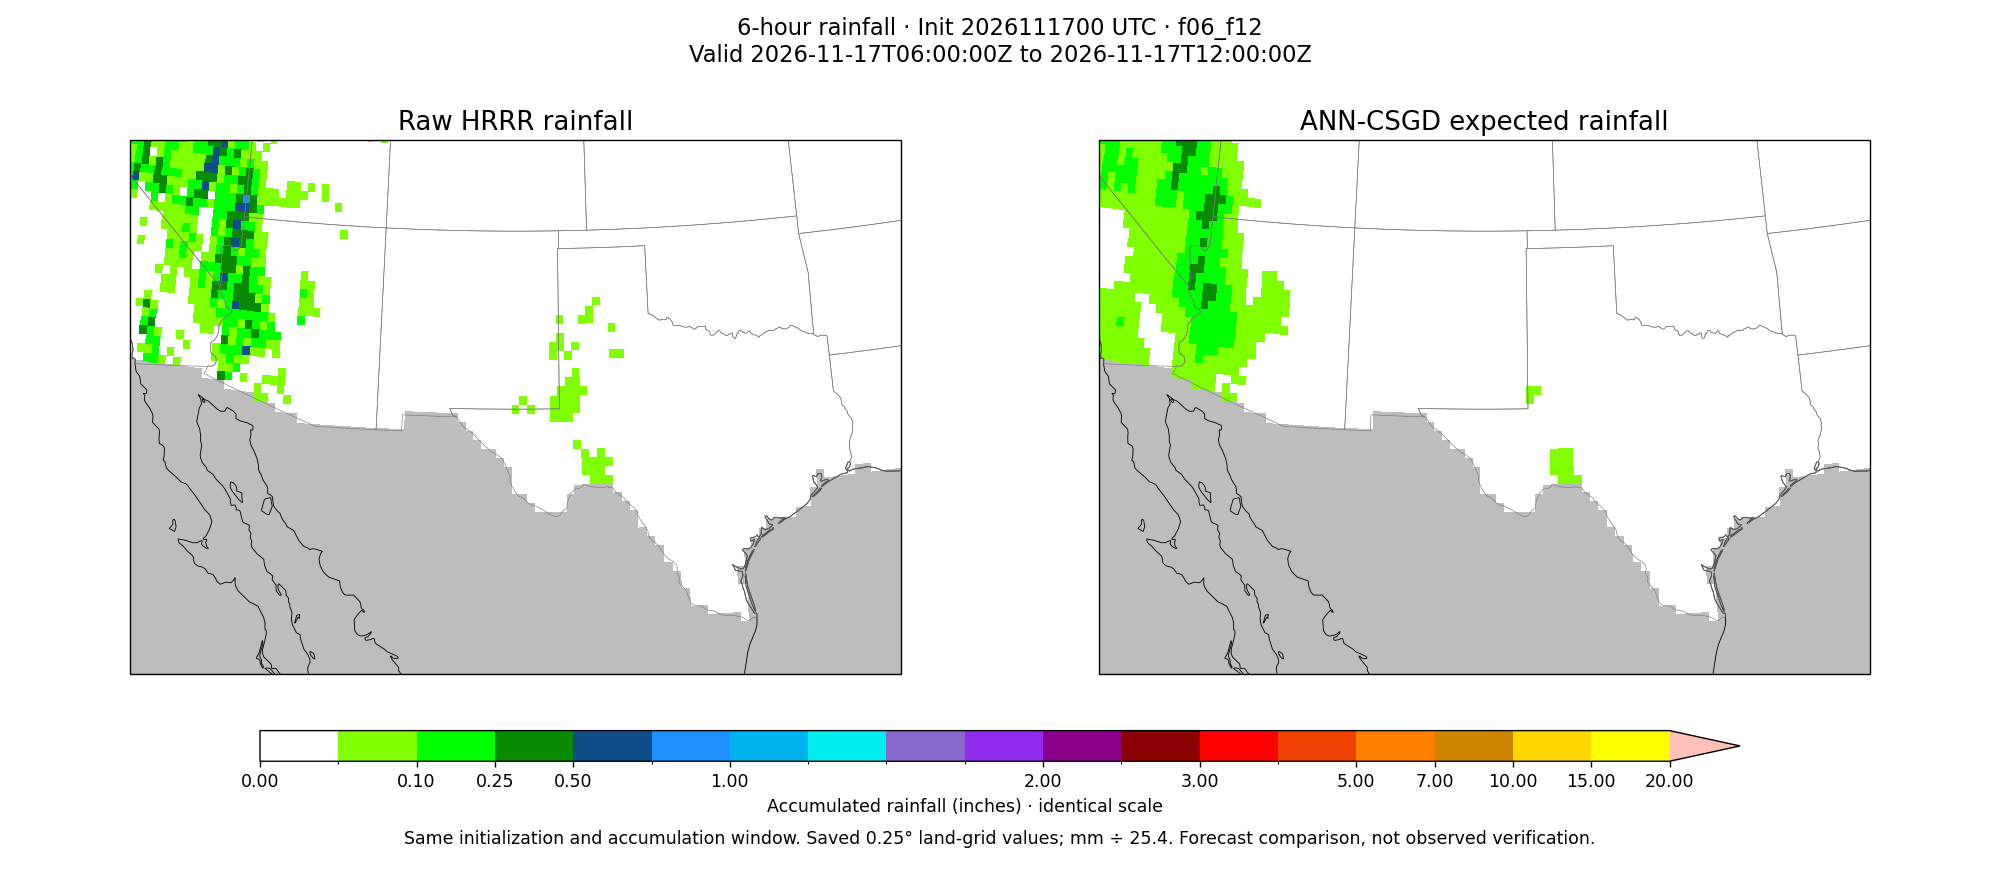 6-hour rainfall · Init 2026111700 UTC · f06_f12
Valid 2026-11-17T06:00:00Z to 2026-11-17T12:00:00Z
Raw HRRR rainfall
ANN-CSGD expected rainfall
0.00 0.10 0.25 0.50 1.00 2.00 3.00 5.00 7.00 10.00 15.00 20.00
Accumulated rainfall (inches) · identical scale
Same initialization and accumulation window. Saved 0.25° land-grid values; mm ÷ 25.4. Forecast comparison, not observed verification.